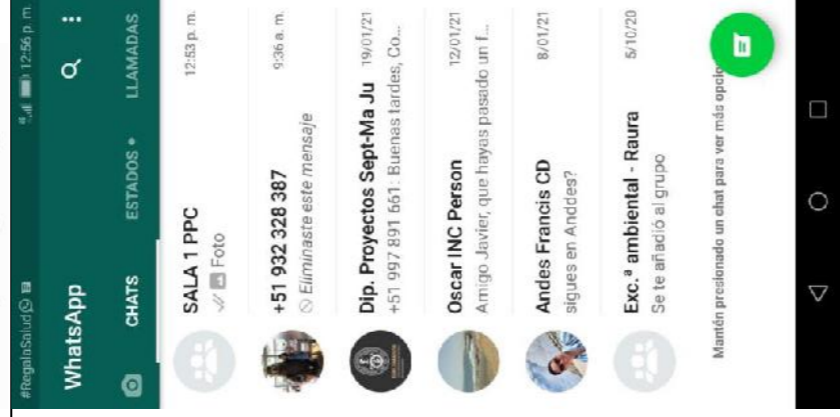 #RegalaSalud 12:56 p. m.
WhatsApp
CHATS ESTADOS • LLAMADAS
SALA 1 PPC 12:53 p. m.
Foto
+51 932 328 387 9:36 a. m.
Eliminaste este mensaje
Dip. Proyectos Sept-Ma Ju 19/01/21
+51 997 891 661: Buenas tardes, Co...
Oscar INC Person 12/01/21
Amigo Javier, que hayas pasado un f...
Andes Francis CD 8/01/21
sigues en Anddes?
Exc.ª ambiental - Raura 5/10/20
Se te añadió al grupo
Mantén presionado un chat para ver más opcio